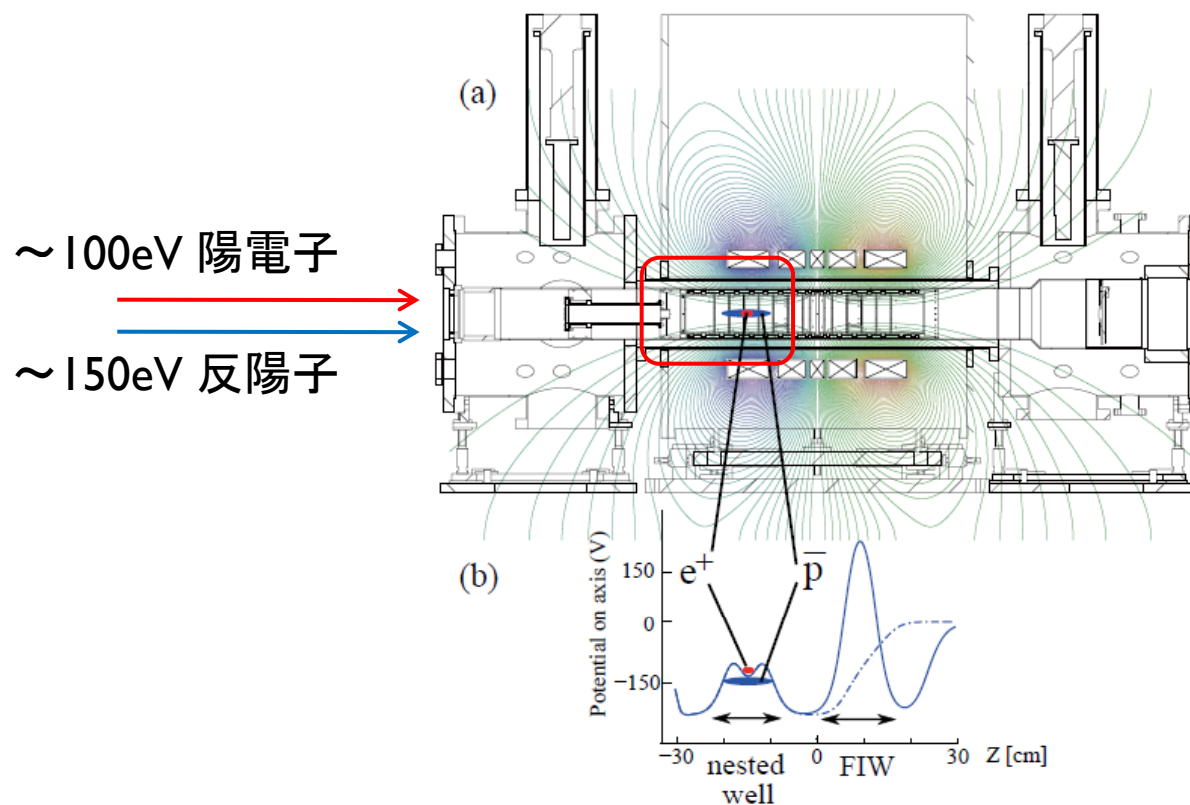 (a)
～100eV 陽電子
～150eV 反陽子
(b)
Potential on axis (V)
150
0
−150
e⁺
p̅
−30
0
30
Z [cm]
nested
well
FIW